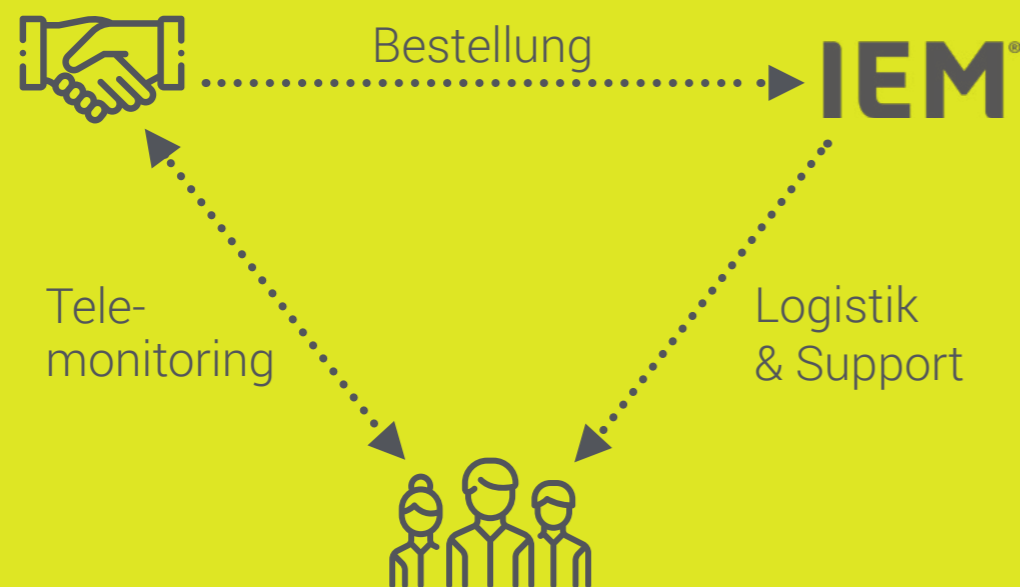 Bestellung
IEM®
Tele-
monitoring
Logistik
& Support